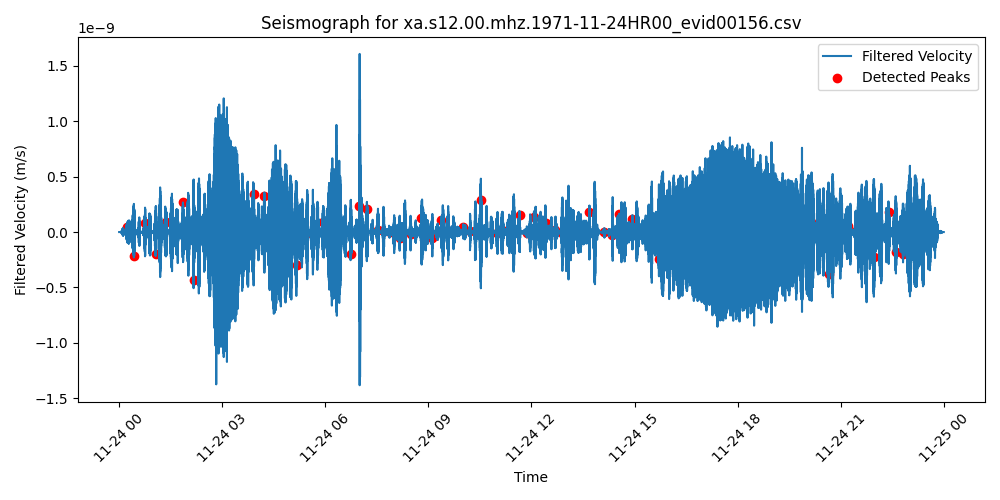 Seismograph for xa.s12.00.mhz.1971-11-24HR00_evid00156.csv
1e−9
Filtered Velocity
Detected Peaks
1.5
1.0
0.5
0.0
−0.5
−1.0
−1.5
Filtered Velocity (m/s)
11-24 00
11-24 03
11-24 06
11-24 09
11-24 12
11-24 15
11-24 18
11-24 21
11-25 00
Time